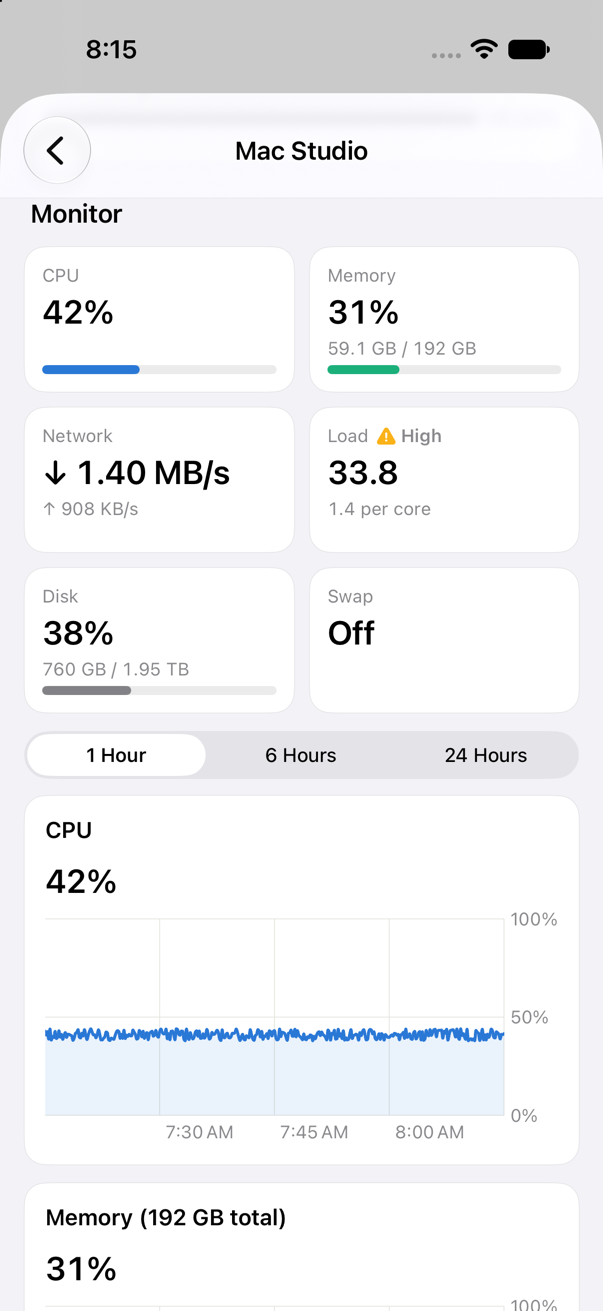 8:15
Mac Studio
Monitor
CPU
42%
Memory
31%
59.1 GB / 192 GB
Network
↓ 1.40 MB/s
↑ 908 KB/s
Load ⚠ High
33.8
1.4 per core
Disk
38%
760 GB / 1.95 TB
Swap
Off
1 Hour 6 Hours 24 Hours
CPU
42%
100%
50%
0%
7:30 AM 7:45 AM 8:00 AM
Memory (192 GB total)
31%
100%